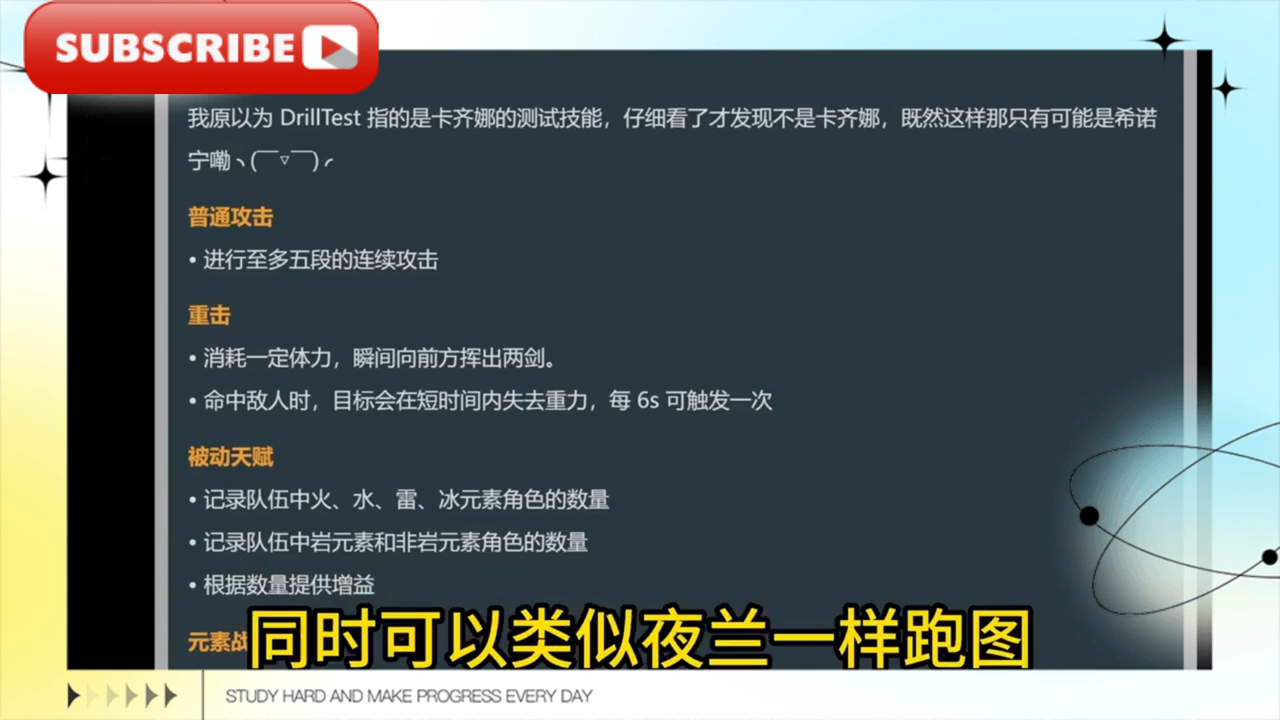 SUBSCRIBE
我原以为 DrillTest 指的是卡齐娜的测试技能，仔细看了才发现不是卡齐娜，既然这样那只有可能是希诺
宁嘞ヽ(￣▽￣)╭
普通攻击
• 进行至多五段的连续攻击
重击
• 消耗一定体力，瞬间向前方挥出两剑。
• 命中敌人时，目标会在短时间内失去重力，每 6s 可触发一次
被动天赋
• 记录队伍中火、水、雷、冰元素角色的数量
• 记录队伍中岩元素和非岩元素角色的数量
• 根据数量提供增益
元素战
同时可以类似夜兰一样跑图
STUDY HARD AND MAKE PROGRESS EVERY DAY